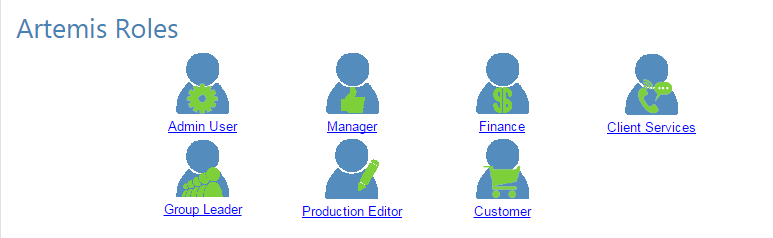 Artemis Roles
Admin User
Manager
Finance
Client Services
Group Leader
Production Editor
Customer